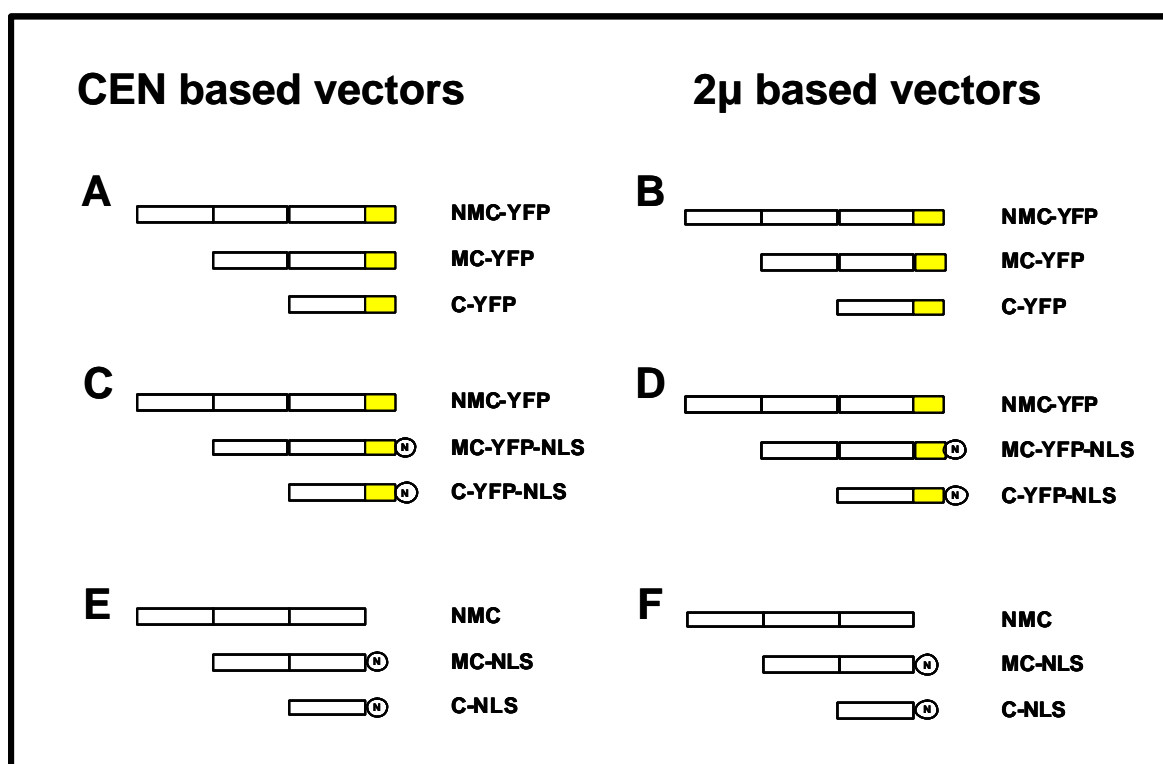 CEN based vectors
2µ based vectors
A
NMC-YFP
MC-YFP
C-YFP
B
NMC-YFP
MC-YFP
C-YFP
C
NMC-YFP
N MC-YFP-NLS
N C-YFP-NLS
D
NMC-YFP
N MC-YFP-NLS
N C-YFP-NLS
E
NMC
N MC-NLS
N C-NLS
F
NMC
N MC-NLS
N C-NLS